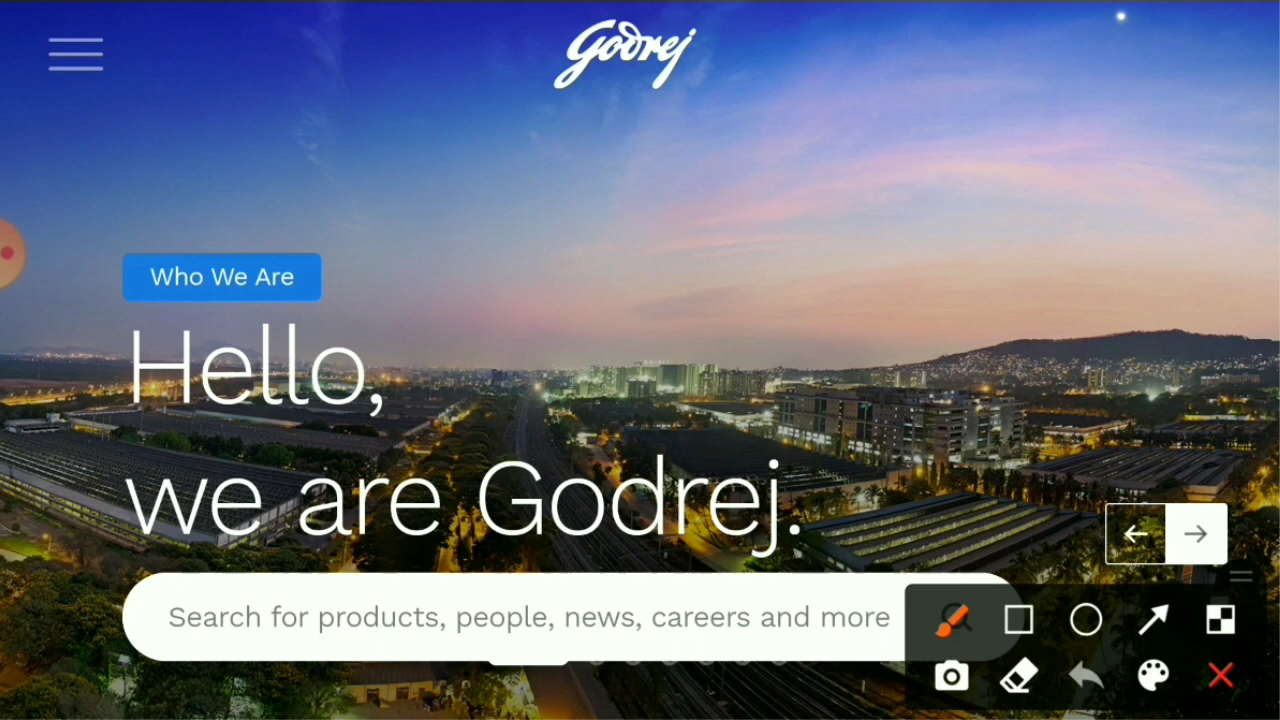 Godrej
Who We Are
Hello,
we are Godrej.
Search for products, people, news, careers and more